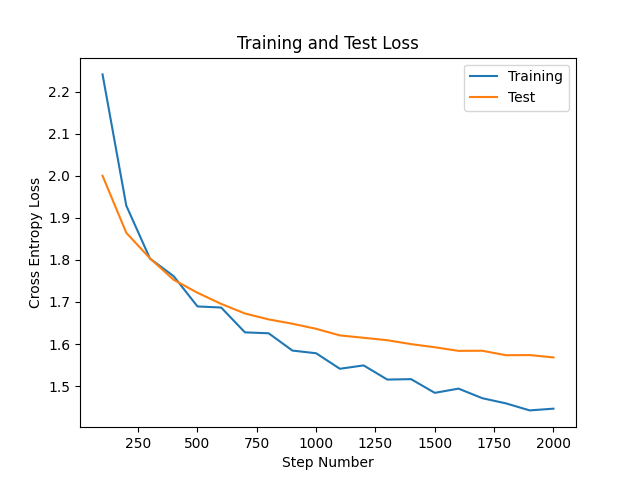 Training and Test Loss
Training
Test
Cross Entropy Loss
2.2
2.1
2.0
1.9
1.8
1.7
1.6
1.5
250 500 750 1000 1250 1500 1750 2000
Step Number